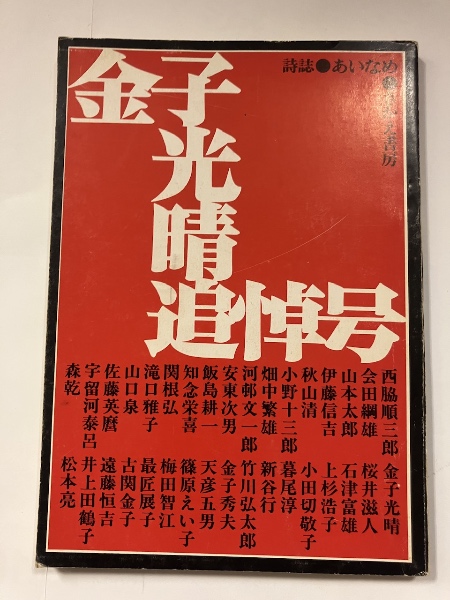 詩誌●あいなめ
書房
金子光晴
追悼号
西脇順三郎
会田綱雄
山本太郎
伊藤信吉
秋山清
小野十三郎
畑中繁雄
河邨文一郎
安東次男
飯島耕一
知念栄喜
関根弘
滝口雅子
山口泉
佐藤英麿
宇留河泰呂
森乾
金子光晴
桜井滋人
石津富雄
上杉浩子
小田切敬子
暮尾淳
新谷行
竹川弘太郎
金子秀夫
天彦五男
篠原えい子
梅田智江
最匠展子
古関金子
遠藤恒吉
井上田鶴子
松本亮